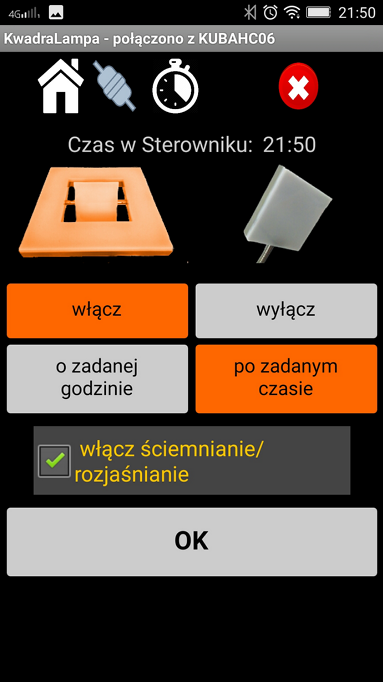 4G 21:50
KwadraLampa - połączono z KUBAHC06
Czas w Sterowniku: 21:50
włącz
wyłącz
o zadanej
godzinie
po zadanym
czasie
włącz ściemnianie/
rozjaśnianie
OK